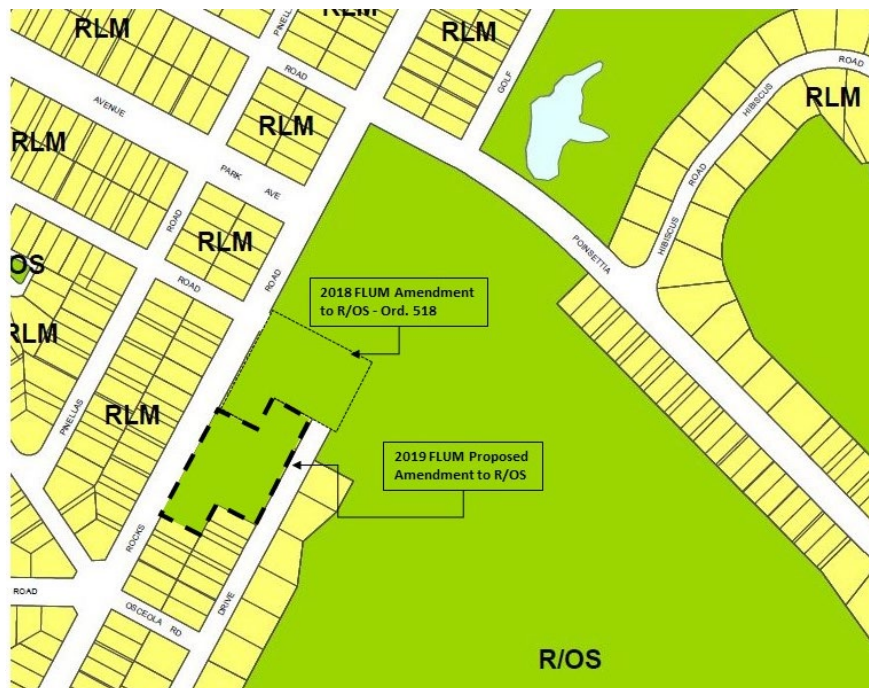 RLM
PINELL
RLM
GOLF
ROAD
ROAD
HIBISCUS
RLM
AVENUE
RLM
RLM
ROAD
PARK AVE
HIBISCUS
ROAD
RLM
POINSETTIA
OS
ROAD
ROAD
2018 FLUM Amendment
to R/OS - Ord. 518
RLM
RLM
PINELLAS
2019 FLUM Proposed
Amendment to R/OS
ROCKS
ROAD
OSCEOLA RD
DRIVE
R/OS